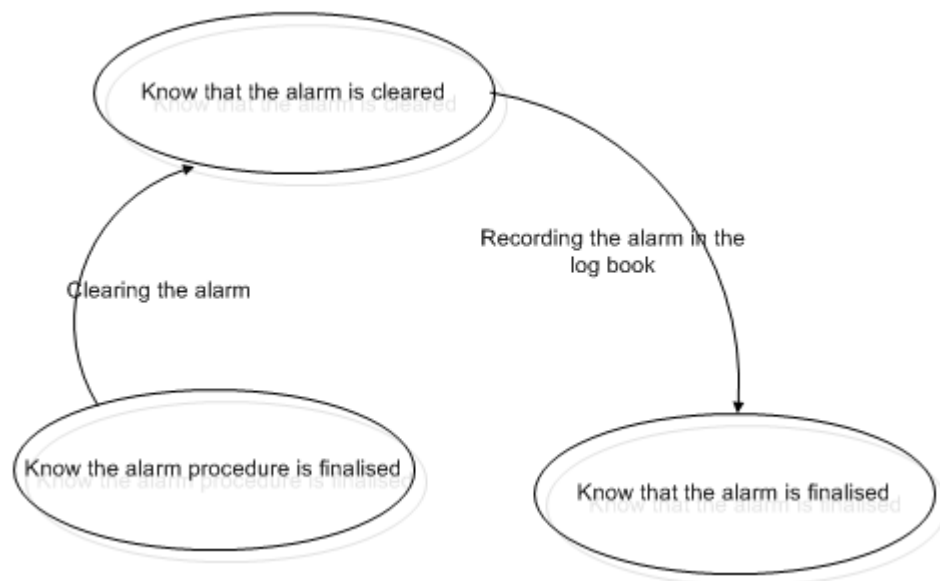 Know that the alarm is cleared
Recording the alarm in the
log book
Clearing the alarm
Know the alarm procedure is finalised
Know that the alarm is finalised